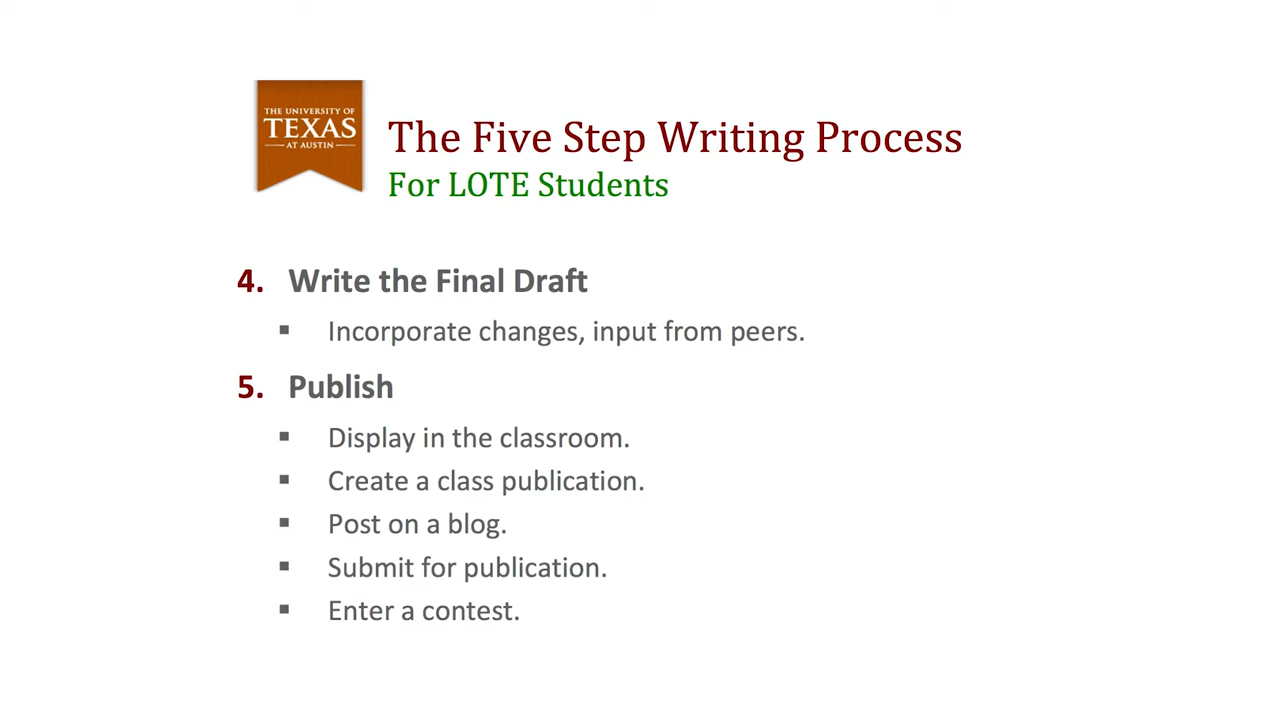 THE UNIVERSITY OF
TEXAS
AT AUSTIN
The Five Step Writing Process
For LOTE Students
4. Write the Final Draft
▪ Incorporate changes, input from peers.
5. Publish
▪ Display in the classroom.
▪ Create a class publication.
▪ Post on a blog.
▪ Submit for publication.
▪ Enter a contest.